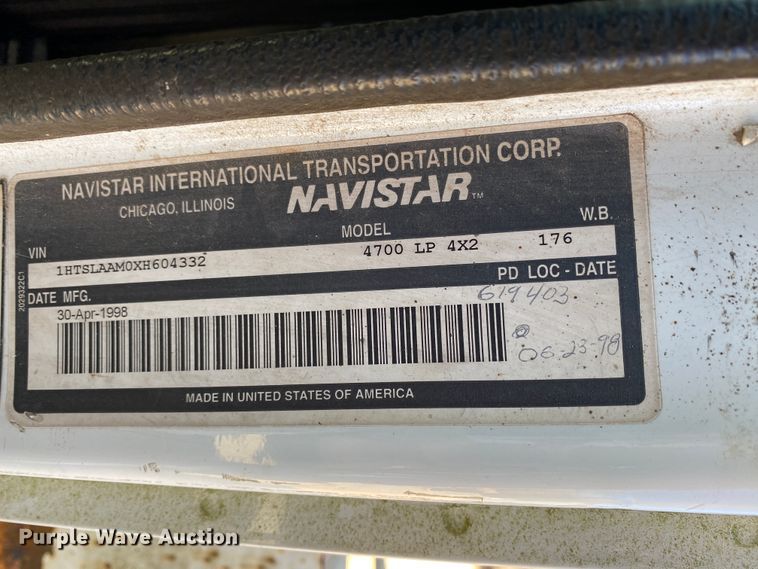 NAVISTAR INTERNATIONAL TRANSPORTATION CORP.
CHICAGO, ILLINOIS NAVISTAR™
VIN MODEL W.B.
1HTSLAAM0XH604332 4700 LP 4X2 176
DATE MFG. PD LOC - DATE
30-Apr-1998 619403
06-23-98
MADE IN UNITED STATES OF AMERICA
2029322C1
Purple Wave Auction